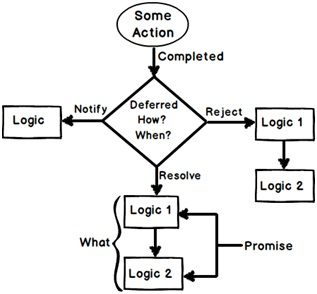 Some
Action
Completed
Notify
Deferred
How?
When?
Reject
Logic
Logic 1
Logic 2
Resolve
Logic 1
What
Promise
Logic 2